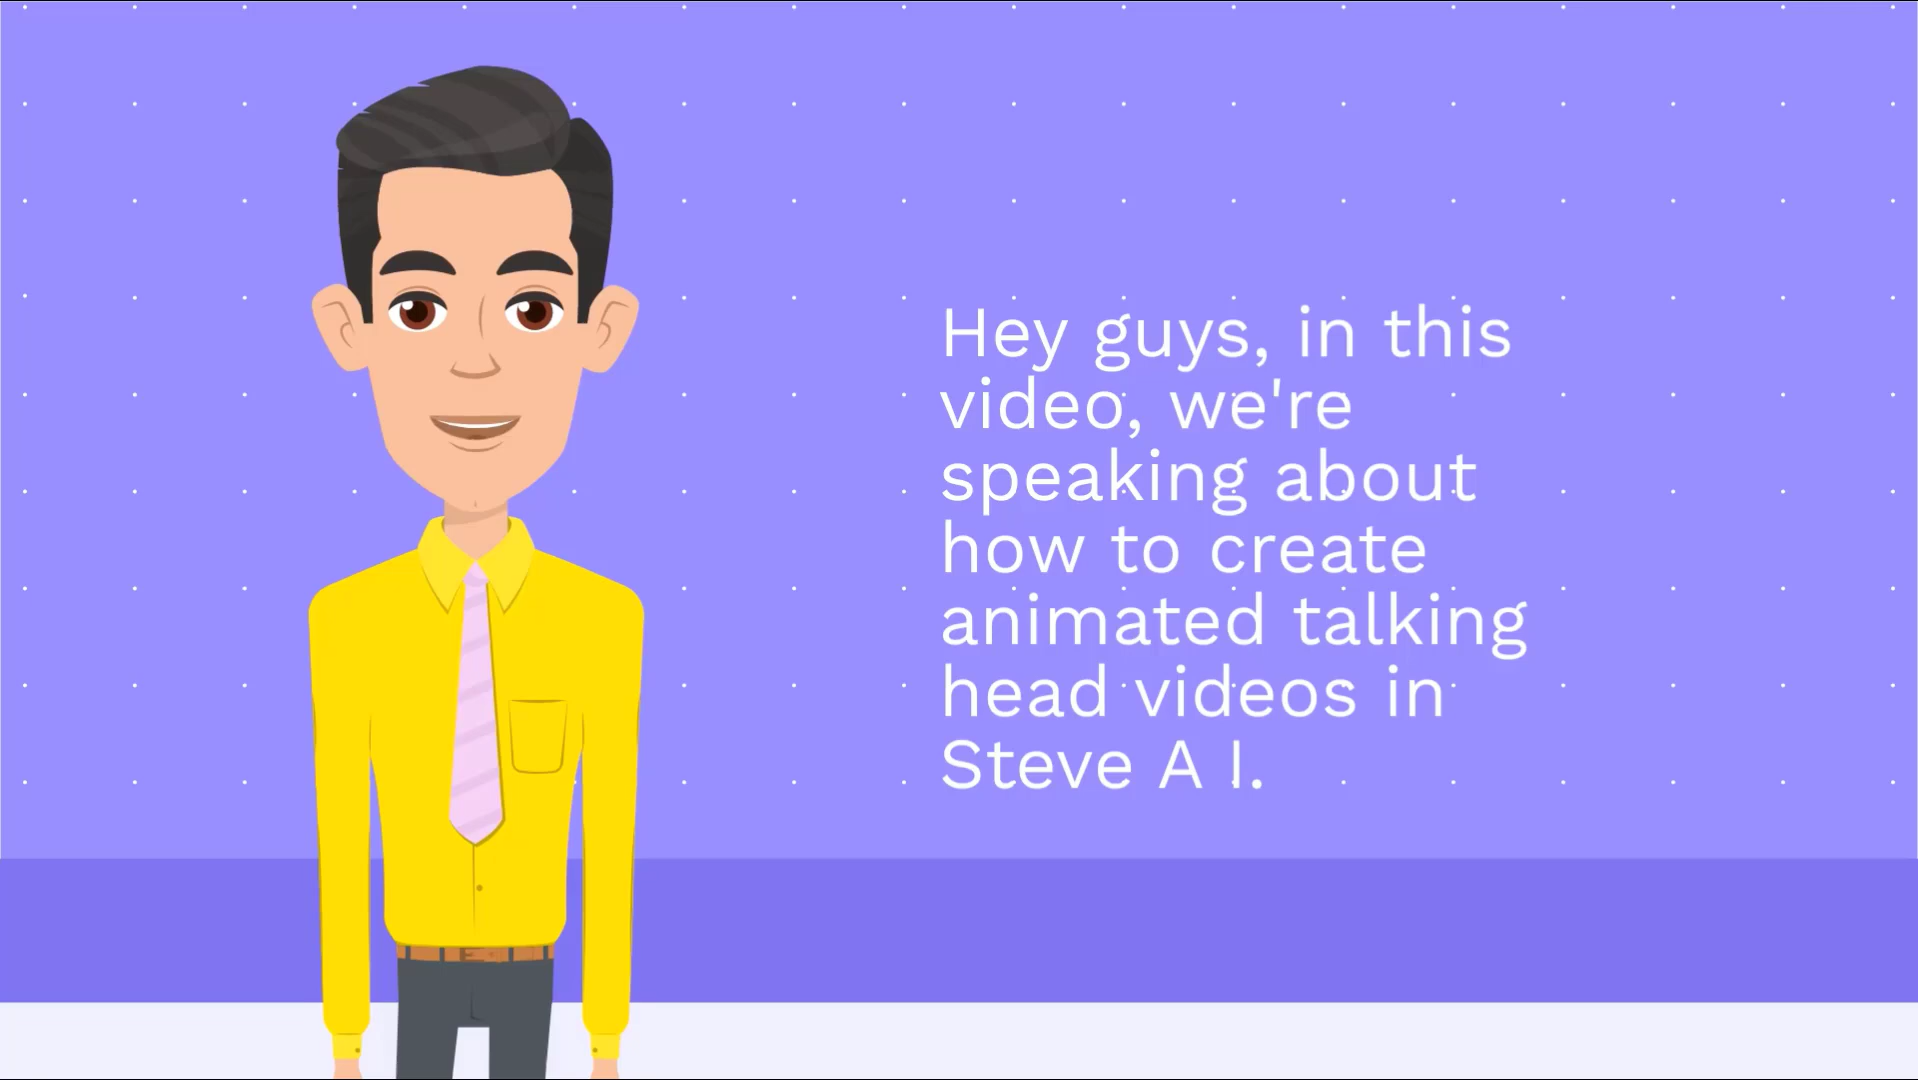 Hey guys, in this
video, we're
speaking about
how to create
animated talking
head videos in
Steve A I.